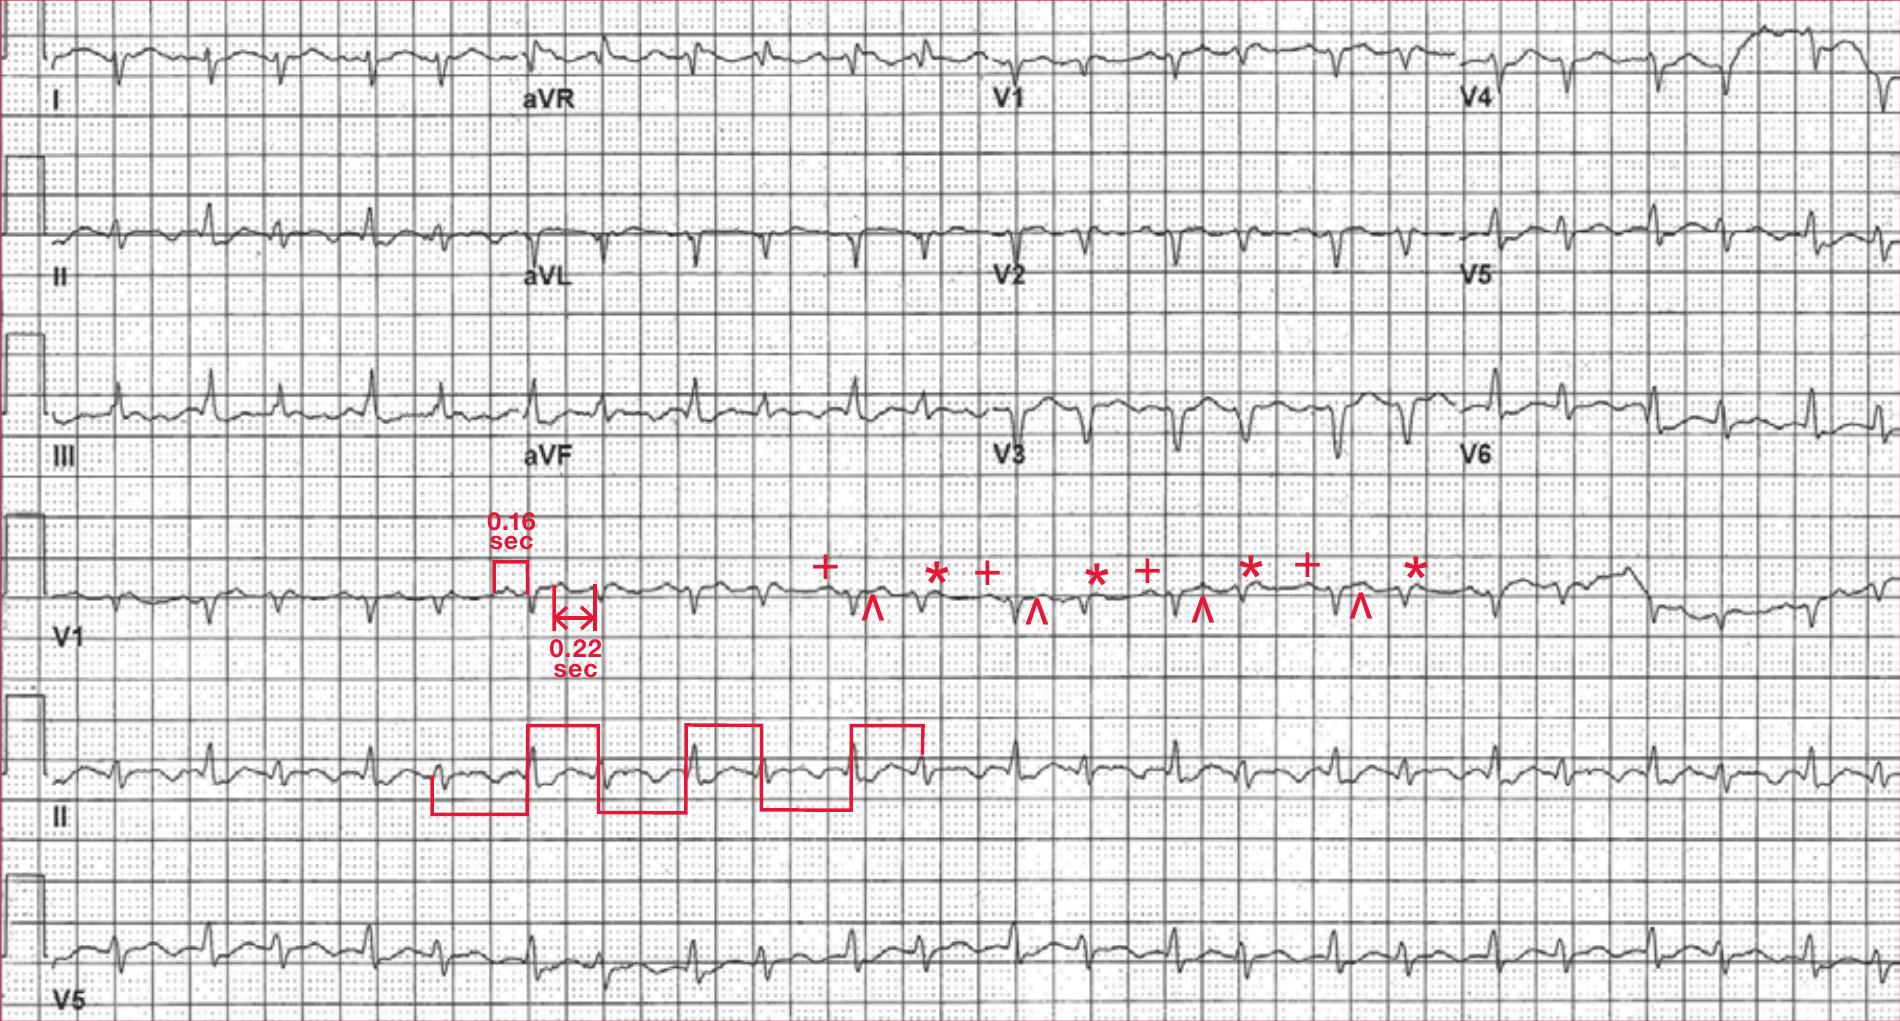 I aVR V1 V4
II aVL V2 V5
III aVF V3 V6
0.16
sec
+ * + * + * + *
^ ^ ^ ^
V1
0.22
sec
II
V5